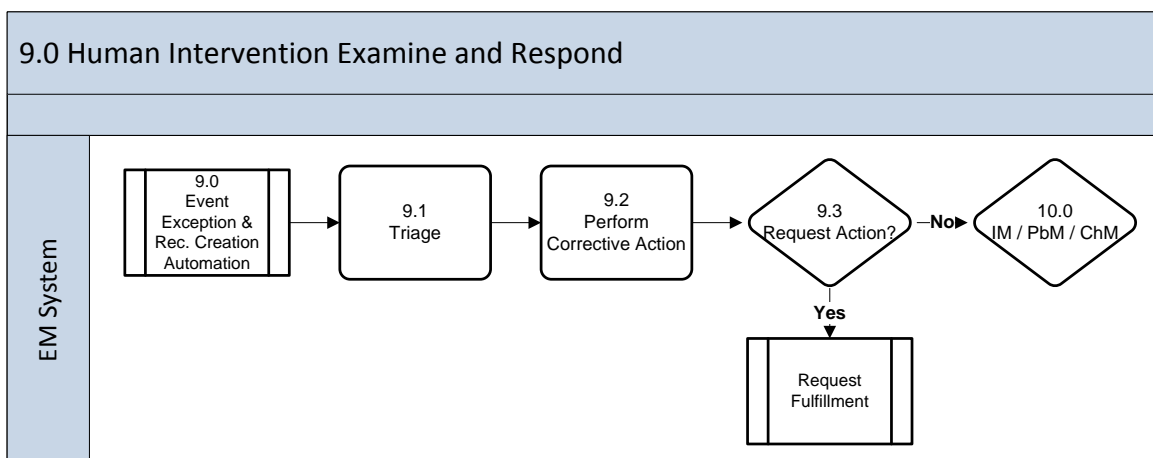 9.0 Human Intervention Examine and Respond
EM System
9.0
Event
Exception &
Rec. Creation
Automation
9.1
Triage
9.2
Perform
Corrective Action
9.3
Request Action?
No
10.0
IM / PbM / ChM
Yes
Request
Fulfillment